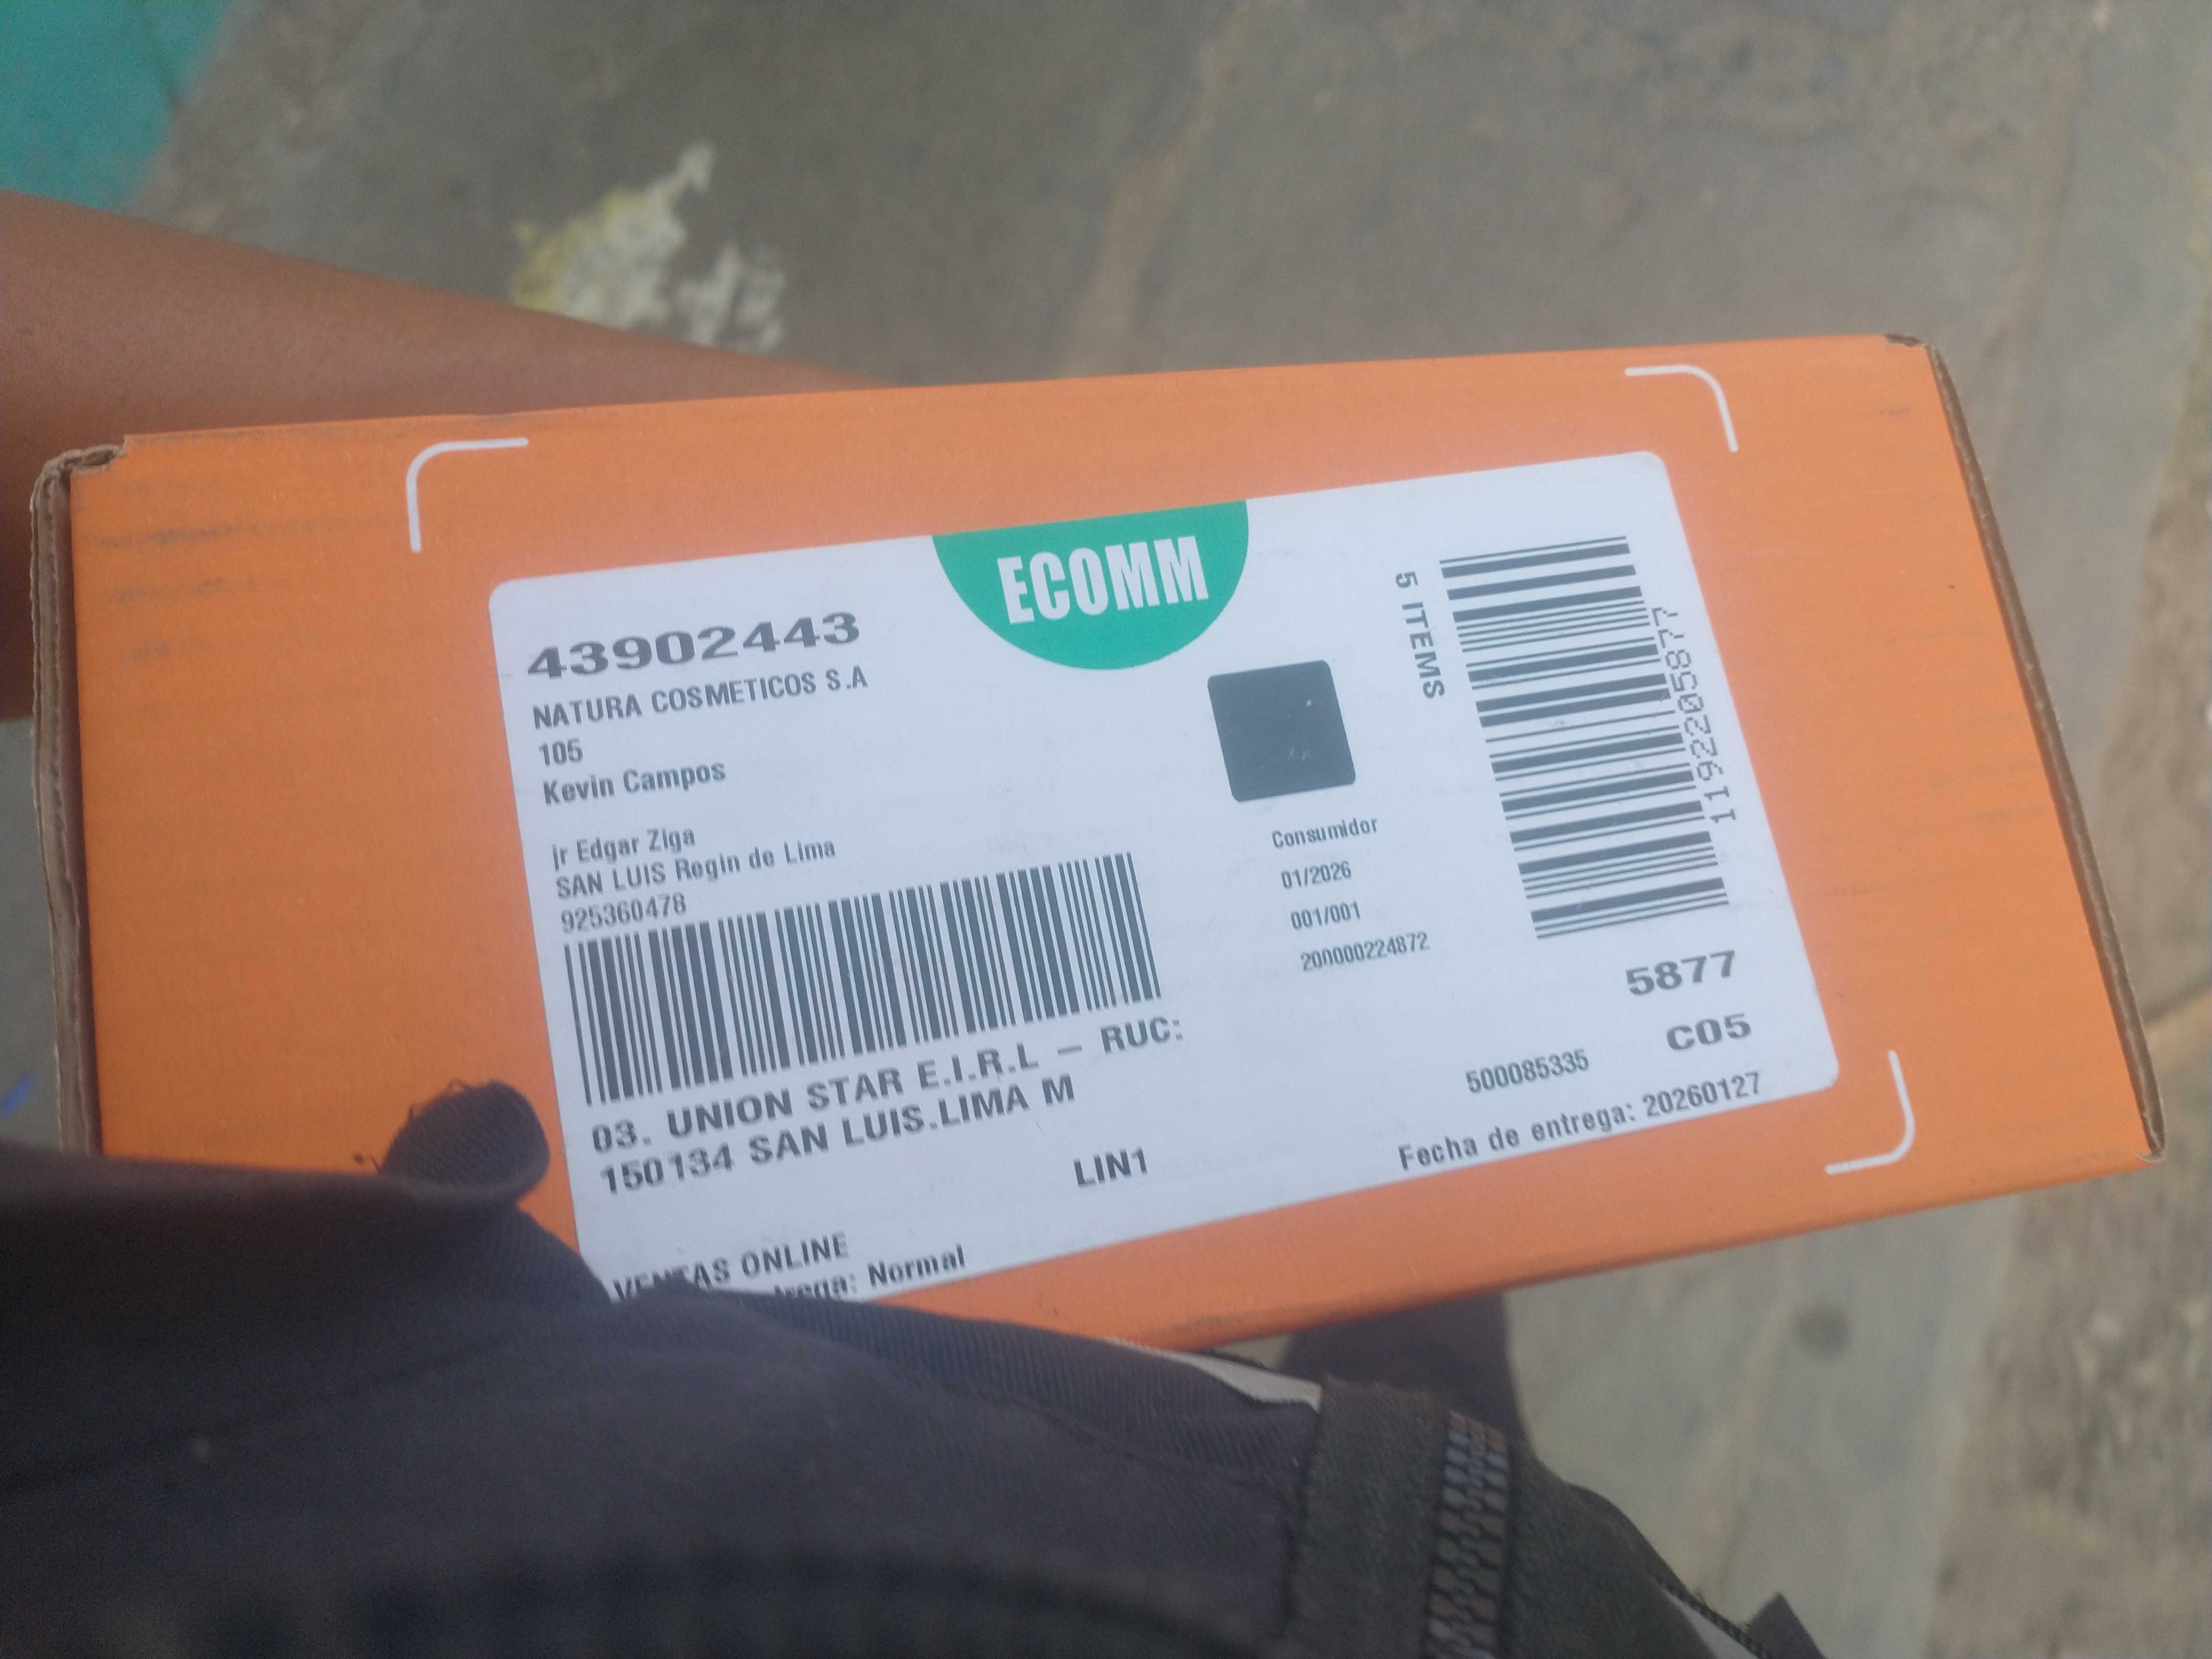 ECOMM
43902443
NATURA COSMETICOS S.A
105
Kevin Campos
jr Edgar Ziga
SAN LUIS Regin de Lima
925360478
03. UNION STAR E.I.R.L – RUC:
150134 SAN LUIS.LIMA M
LIN1
VENTAS ONLINE
Normal
5 ITEMS
1192205877
Consumidor
01/2026
001/001
200000224872
5877
C05
500085335
Fecha de entrega: 20260127